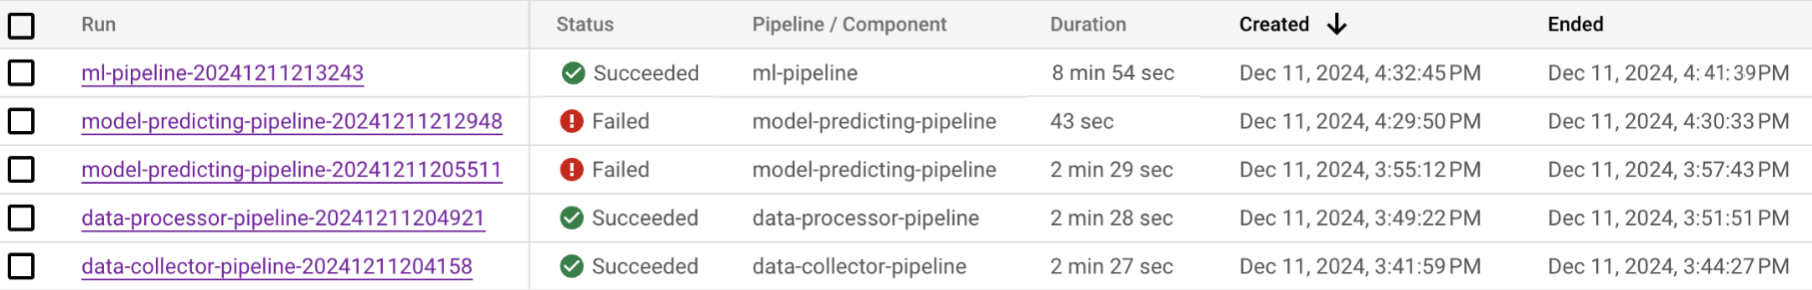 Run Status Pipeline / Component Duration Created Ended
ml-pipeline-20241211213243 Succeeded ml-pipeline 8 min 54 sec Dec 11, 2024, 4:32:45 PM Dec 11, 2024, 4:41:39 PM
model-predicting-pipeline-20241211212948 Failed model-predicting-pipeline 43 sec Dec 11, 2024, 4:29:50 PM Dec 11, 2024, 4:30:33 PM
model-predicting-pipeline-20241211205511 Failed model-predicting-pipeline 2 min 29 sec Dec 11, 2024, 3:55:12 PM Dec 11, 2024, 3:57:43 PM
data-processor-pipeline-20241211204921 Succeeded data-processor-pipeline 2 min 28 sec Dec 11, 2024, 3:49:22 PM Dec 11, 2024, 3:51:51 PM
data-collector-pipeline-20241211204158 Succeeded data-collector-pipeline 2 min 27 sec Dec 11, 2024, 3:41:59 PM Dec 11, 2024, 3:44:27 PM